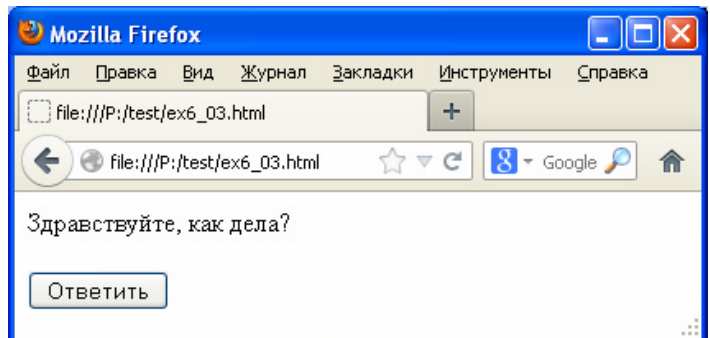 Mozilla Firefox
Файл Правка Вид Журнал Закладки Инструменты Справка
file:///P:/test/ex6_03.html +
file:///P:/test/ex6_03.html 8 Google
Здравствуйте, как дела?
Ответить